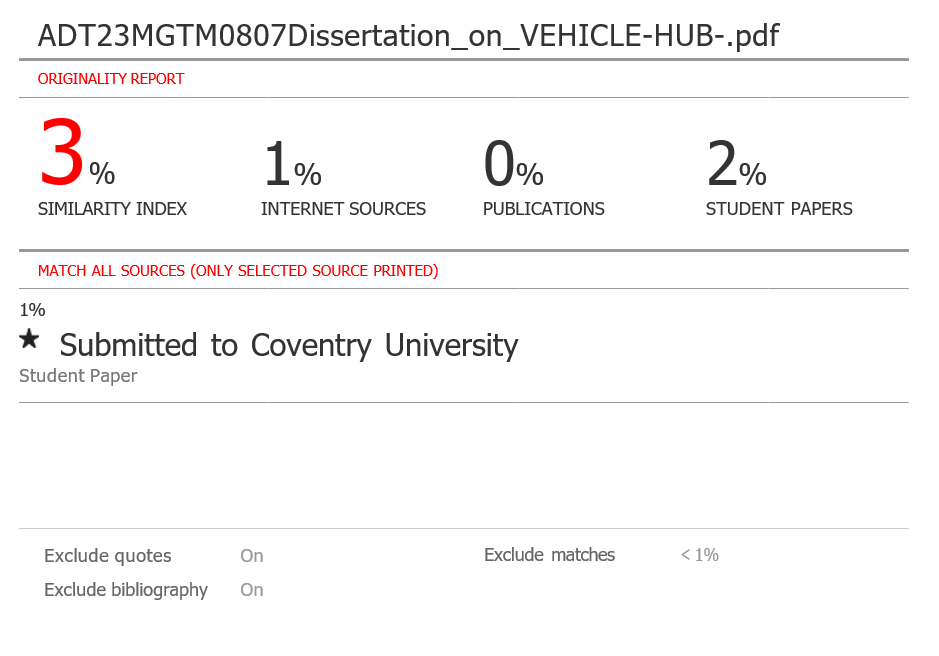 ADT23MGTM0807Dissertation_on_VEHICLE-HUB-.pdf
ORIGINALITY REPORT
3% 1% 0% 2%
SIMILARITY INDEX INTERNET SOURCES PUBLICATIONS STUDENT PAPERS
MATCH ALL SOURCES (ONLY SELECTED SOURCE PRINTED)
1%
★ Submitted to Coventry University
Student Paper
Exclude quotes On Exclude matches < 1%
Exclude bibliography On